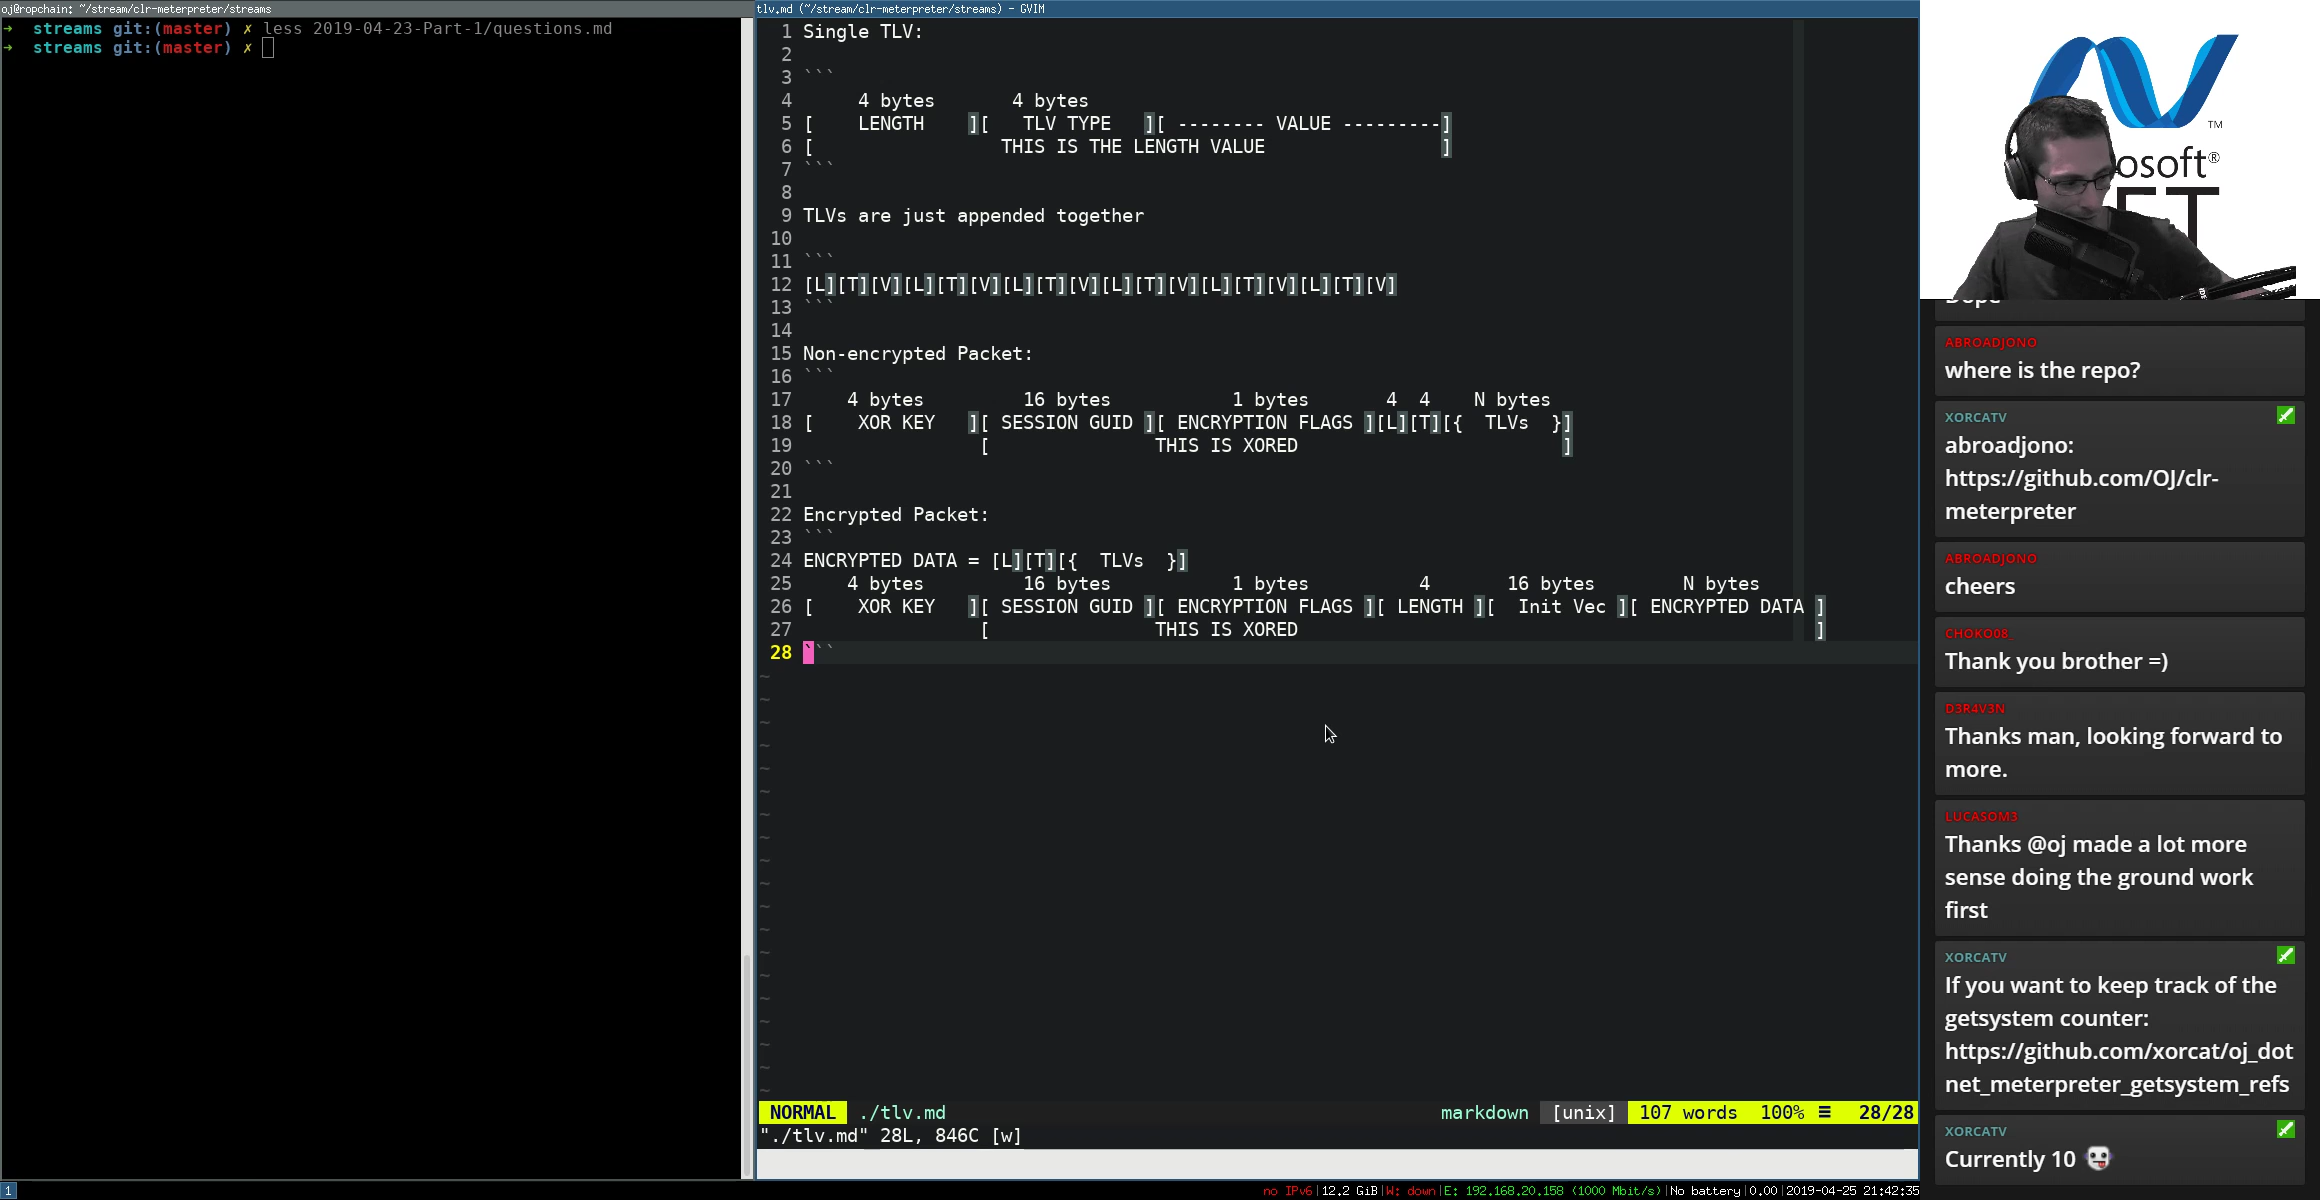 oj@ropchain: ~/stream/clr-meterpreter/streams
➜ streams git:(master) ✗ less 2019-04-23-Part-1/questions.md
➜ streams git:(master) ✗
tlv.md (~/stream/clr-meterpreter/streams) - GVIM
1 Single TLV:
2
3 ```
4 4 bytes 4 bytes
5 [ LENGTH ][ TLV TYPE ][ -------- VALUE ---------]
6 [ THIS IS THE LENGTH VALUE ]
7 ```
8
9 TLVs are just appended together
10
11 ```
12 [L][T][V][L][T][V][L][T][V][L][T][V][L][T][V][L][T][V]
13 ```
14
15 Non-encrypted Packet:
16 ```
17 4 bytes 16 bytes 1 bytes 4 4 N bytes
18 [ XOR KEY ][ SESSION GUID ][ ENCRYPTION FLAGS ][L][T][{ TLVs }]
19 [ THIS IS XORED ]
20 ```
21
22 Encrypted Packet:
23 ```
24 ENCRYPTED DATA = [L][T][{ TLVs }]
25 4 bytes 16 bytes 1 bytes 4 16 bytes N bytes
26 [ XOR KEY ][ SESSION GUID ][ ENCRYPTION FLAGS ][ LENGTH ][ Init Vec ][ ENCRYPTED DATA ]
27 [ THIS IS XORED ]
28 ```
NORMAL ./tlv.md markdown [unix] 107 words 100% ≡ 28/28
"./tlv.md" 28L, 846C [w]
TM
osoft®
ET
Dope
ABROADJONO
where is the repo?
XORCATV
abroadjono:
https://github.com/OJ/clr-
meterpreter
ABROADJONO
cheers
CHOKO08_
Thank you brother =)
D3R4V3N
Thanks man, looking forward to
more.
LUCASOM3
Thanks @oj made a lot more
sense doing the ground work
first
XORCATV
If you want to keep track of the
getsystem counter:
https://github.com/xorcat/oj_dot
net_meterpreter_getsystem_refs
XORCATV
Currently 10
1
no IPv6|12.2 GiB|W: down|E: 192.168.20.158 (1000 Mbit/s)|No battery|0.00|2019-04-25 21:42:35